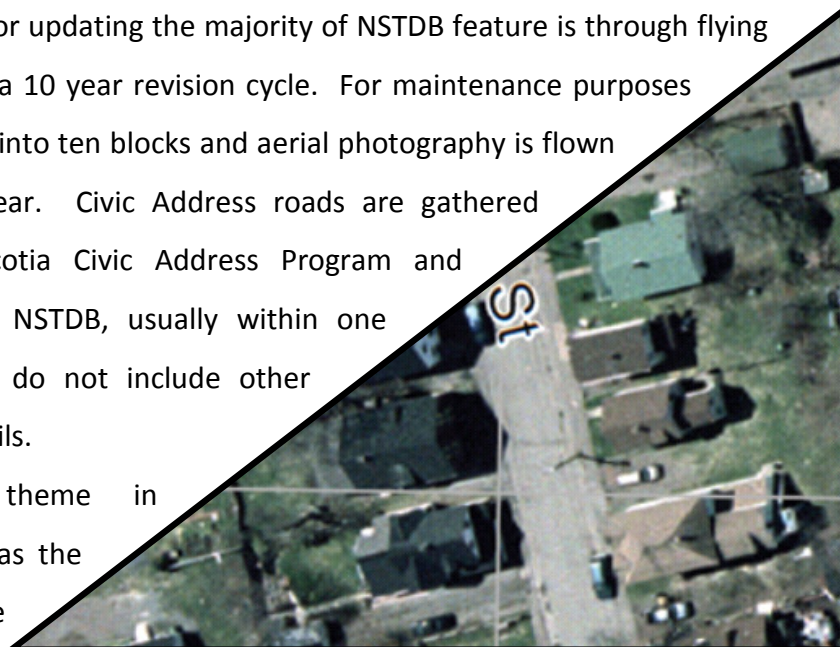 or updating the majority of NSTDB feature is through flying
a 10 year revision cycle. For maintenance purposes
into ten blocks and aerial photography is flown
ear. Civic Address roads are gathered
cotia Civic Address Program and
NSTDB, usually within one
do not include other
ils.
theme in
as the
e
St